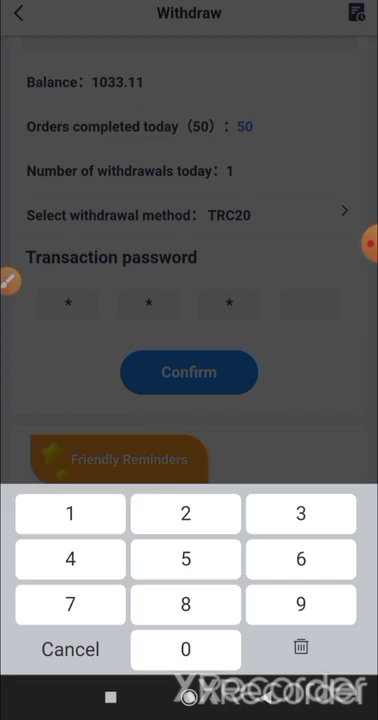 Withdraw
Balance: 1033.11
Orders completed today（50）: 50
Number of withdrawals today: 1
Select withdrawal method: TRC20
Transaction password
* * *
Confirm
Friendly Reminders
1 2 3
4 5 6
7 8 9
Cancel 0
XRecorder